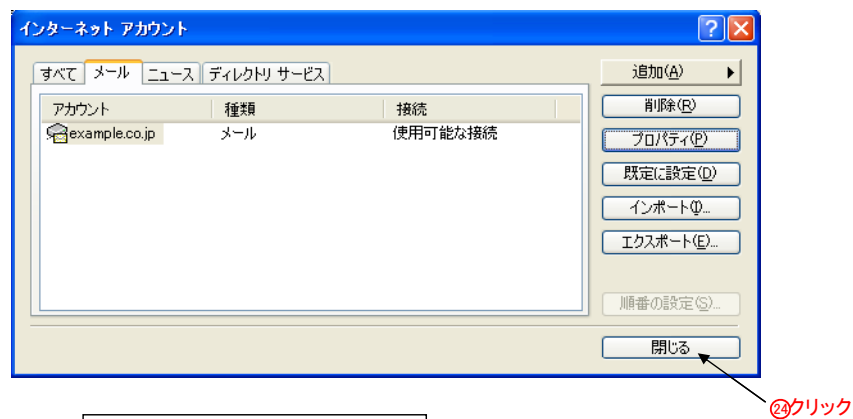 インターネット アカウント
すべて メール ニュース ディレクトリ サービス
追加(A)
アカウント 種類 接続
削除(R)
example.co.jp メール 使用可能な接続
プロパティ(P)
既定に設定(D)
インポート(I)...
エクスポート(E)...
順番の設定(S)...
閉じる
㉔クリック